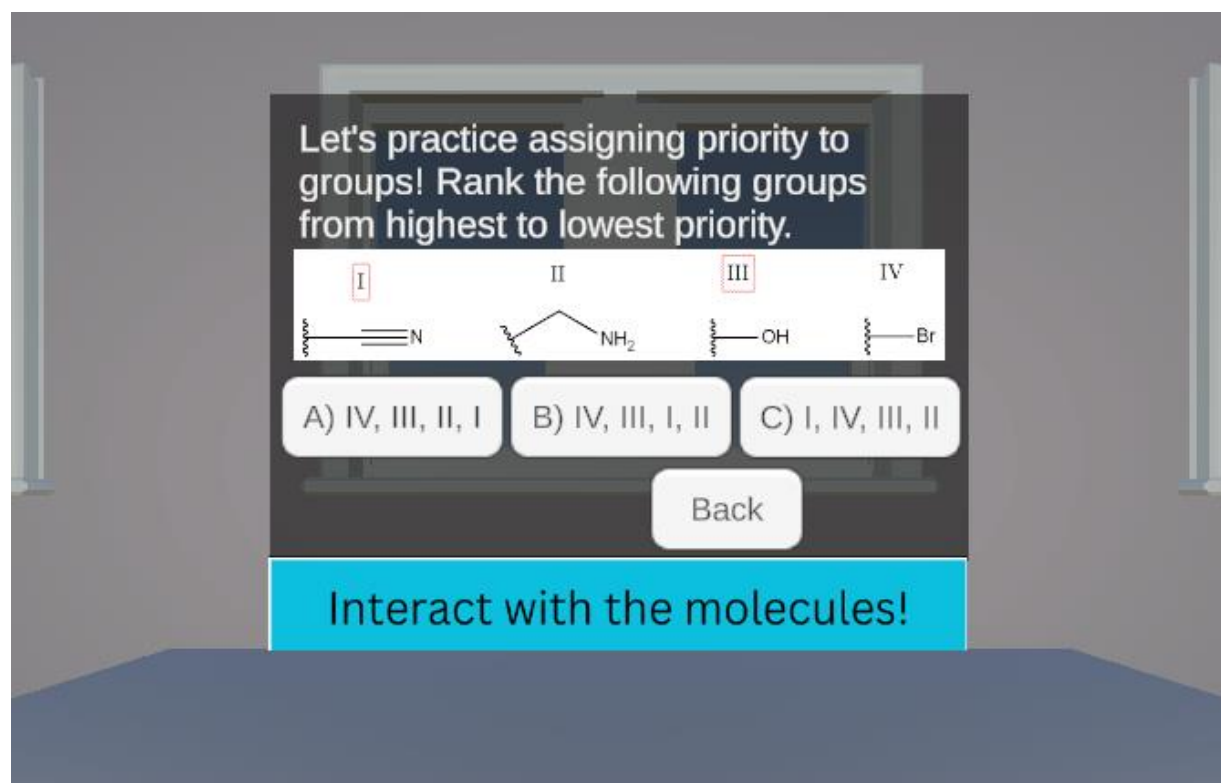 Let's practice assigning priority to
groups! Rank the following groups
from highest to lowest priority.
I II III IV
N NH2 OH Br
A) IV, III, II, I B) IV, III, I, II C) I, IV, III, II
Back
Interact with the molecules!